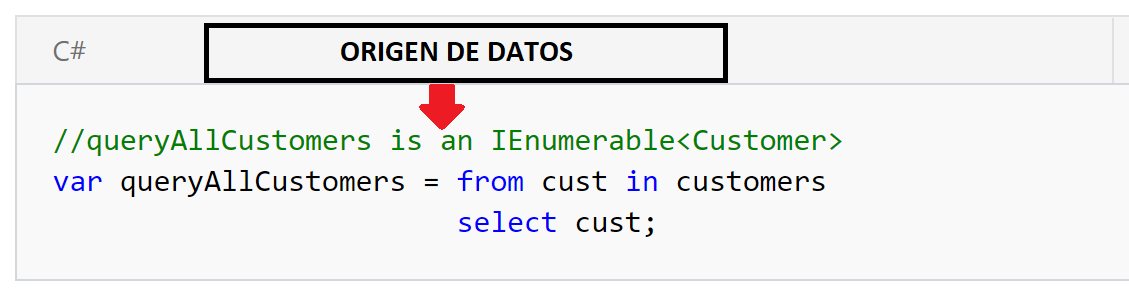 C#
ORIGEN DE DATOS
//queryAllCustomers is an IEnumerable<Customer>
var queryAllCustomers = from cust in customers
select cust;